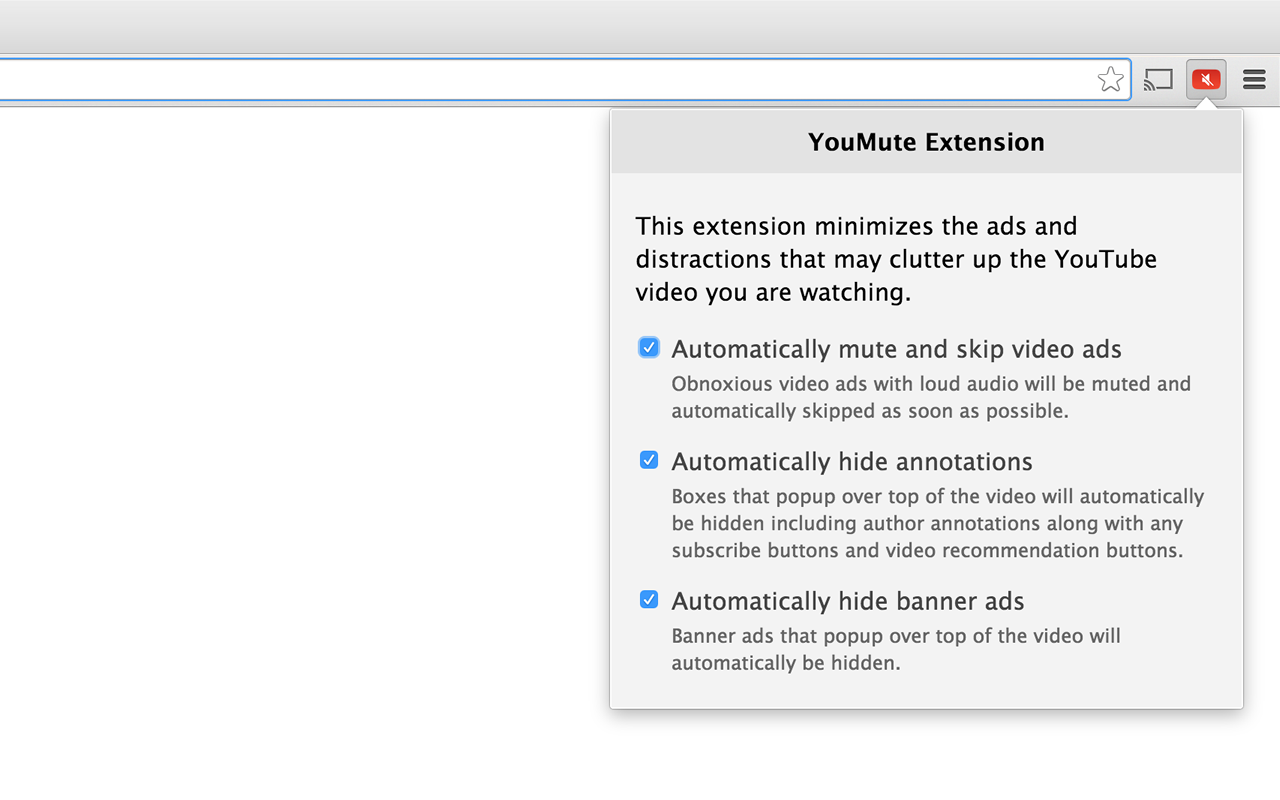 YouMute Extension
This extension minimizes the ads and
distractions that may clutter up the YouTube
video you are watching.
Automatically mute and skip video ads
Obnoxious video ads with loud audio will be muted and
automatically skipped as soon as possible.
Automatically hide annotations
Boxes that popup over top of the video will automatically
be hidden including author annotations along with any
subscribe buttons and video recommendation buttons.
Automatically hide banner ads
Banner ads that popup over top of the video will
automatically be hidden.